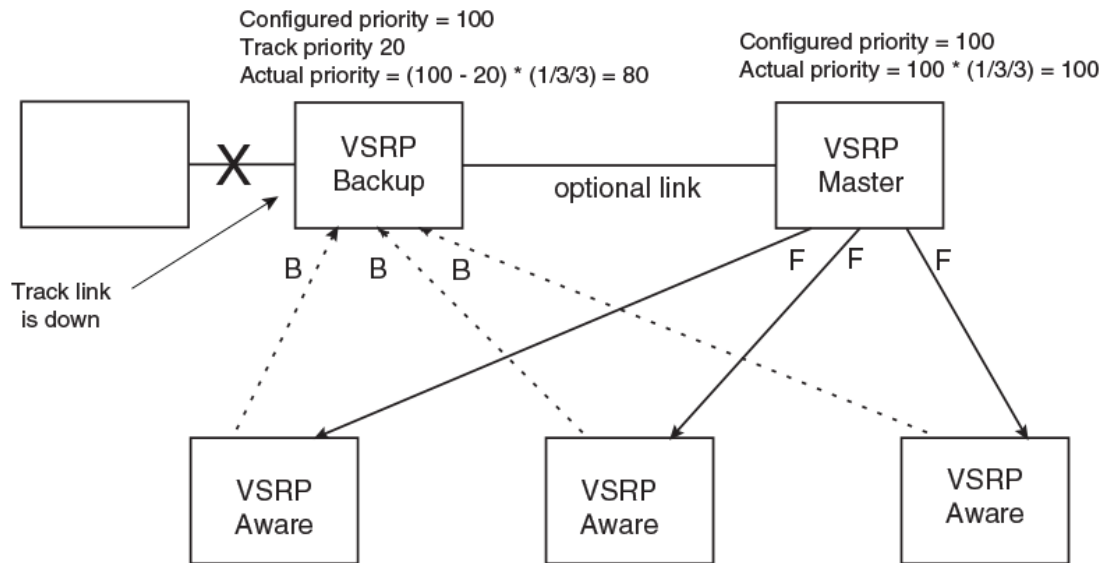 Configured priority = 100
Track priority 20
Actual priority = (100 - 20) * (1/3/3) = 80
Configured priority = 100
Actual priority = 100 * (1/3/3) = 100
X
VSRP
Backup
optional link
VSRP
Master
B
B
B
F
F
F
Track link
is down
VSRP
Aware
VSRP
Aware
VSRP
Aware